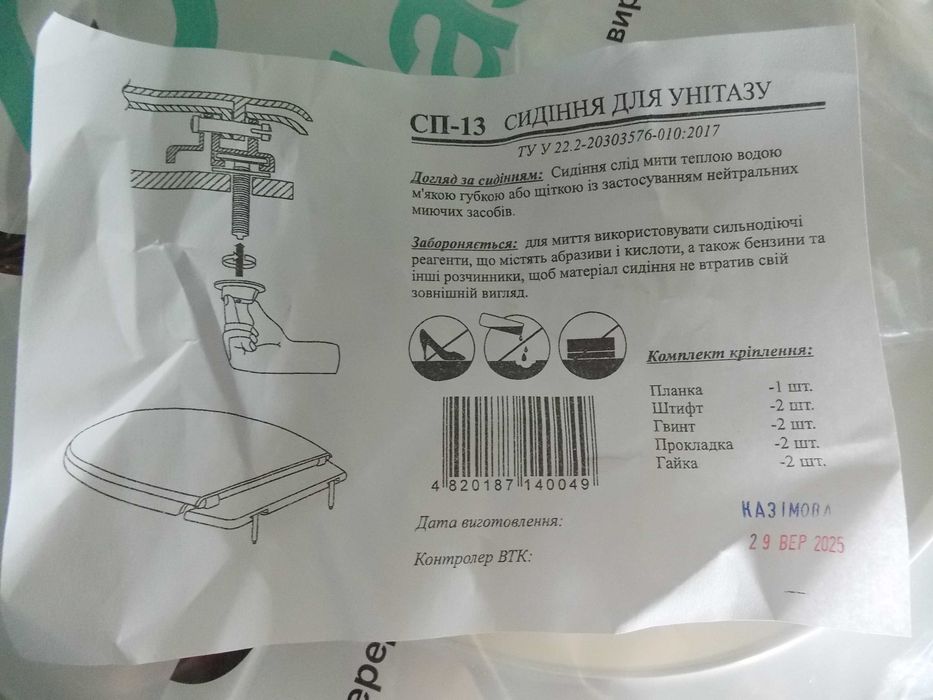 вир
СП-13 СИДІННЯ ДЛЯ УНІТАЗУ
ТУ У 22.2-20303576-010:2017
Догляд за сидінням: Сидіння слід мити теплою водою
м'якою губкою або щіткою із застосуванням нейтральних
миючих засобів.
Забороняється: для миття використовувати сильнодіючі
реагенти, що містять абразиви і кислоти, а також бензини та
інші розчинники, щоб матеріал сидіння не втратив свій
зовнішній вигляд.
Комплект кріплення:
Планка -1 шт.
Штифт -2 шт.
Гвинт -2 шт.
Прокладка -2 шт.
Гайка -2 шт.
4 820187 140049
Дата виготовлення:
Контролер ВТК:
КАЗІМОВА
29 ВЕР 2025
пере